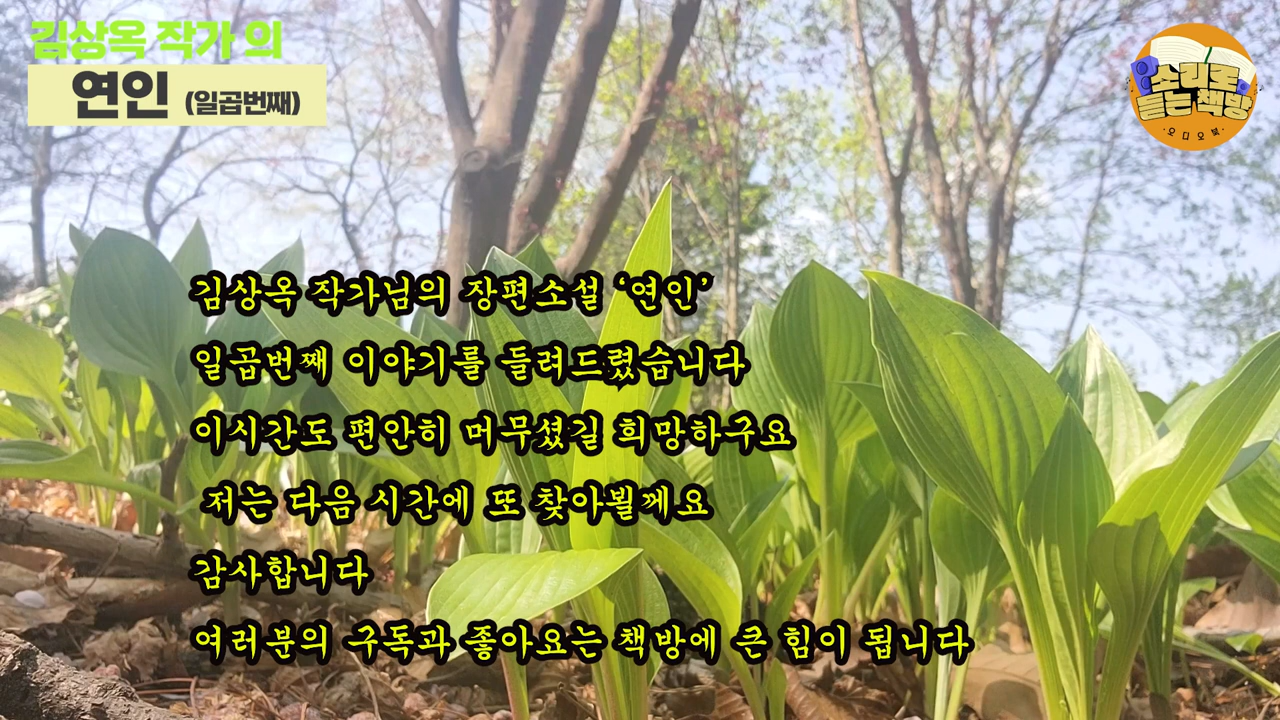 김상옥 작가 의
연인 (일곱번째)
소리로
듣는 책방
·오디오북·
김상옥 작가님의 장편소설 ‘연인’
일곱번째 이야기를 들려드렸습니다
이시간도 편안히 머무셨길 희망하구요
저는 다음 시간에 또 찾아뵐께요
감사합니다
여러분의 구독과 좋아요는 책방에 큰 힘이 됩니다